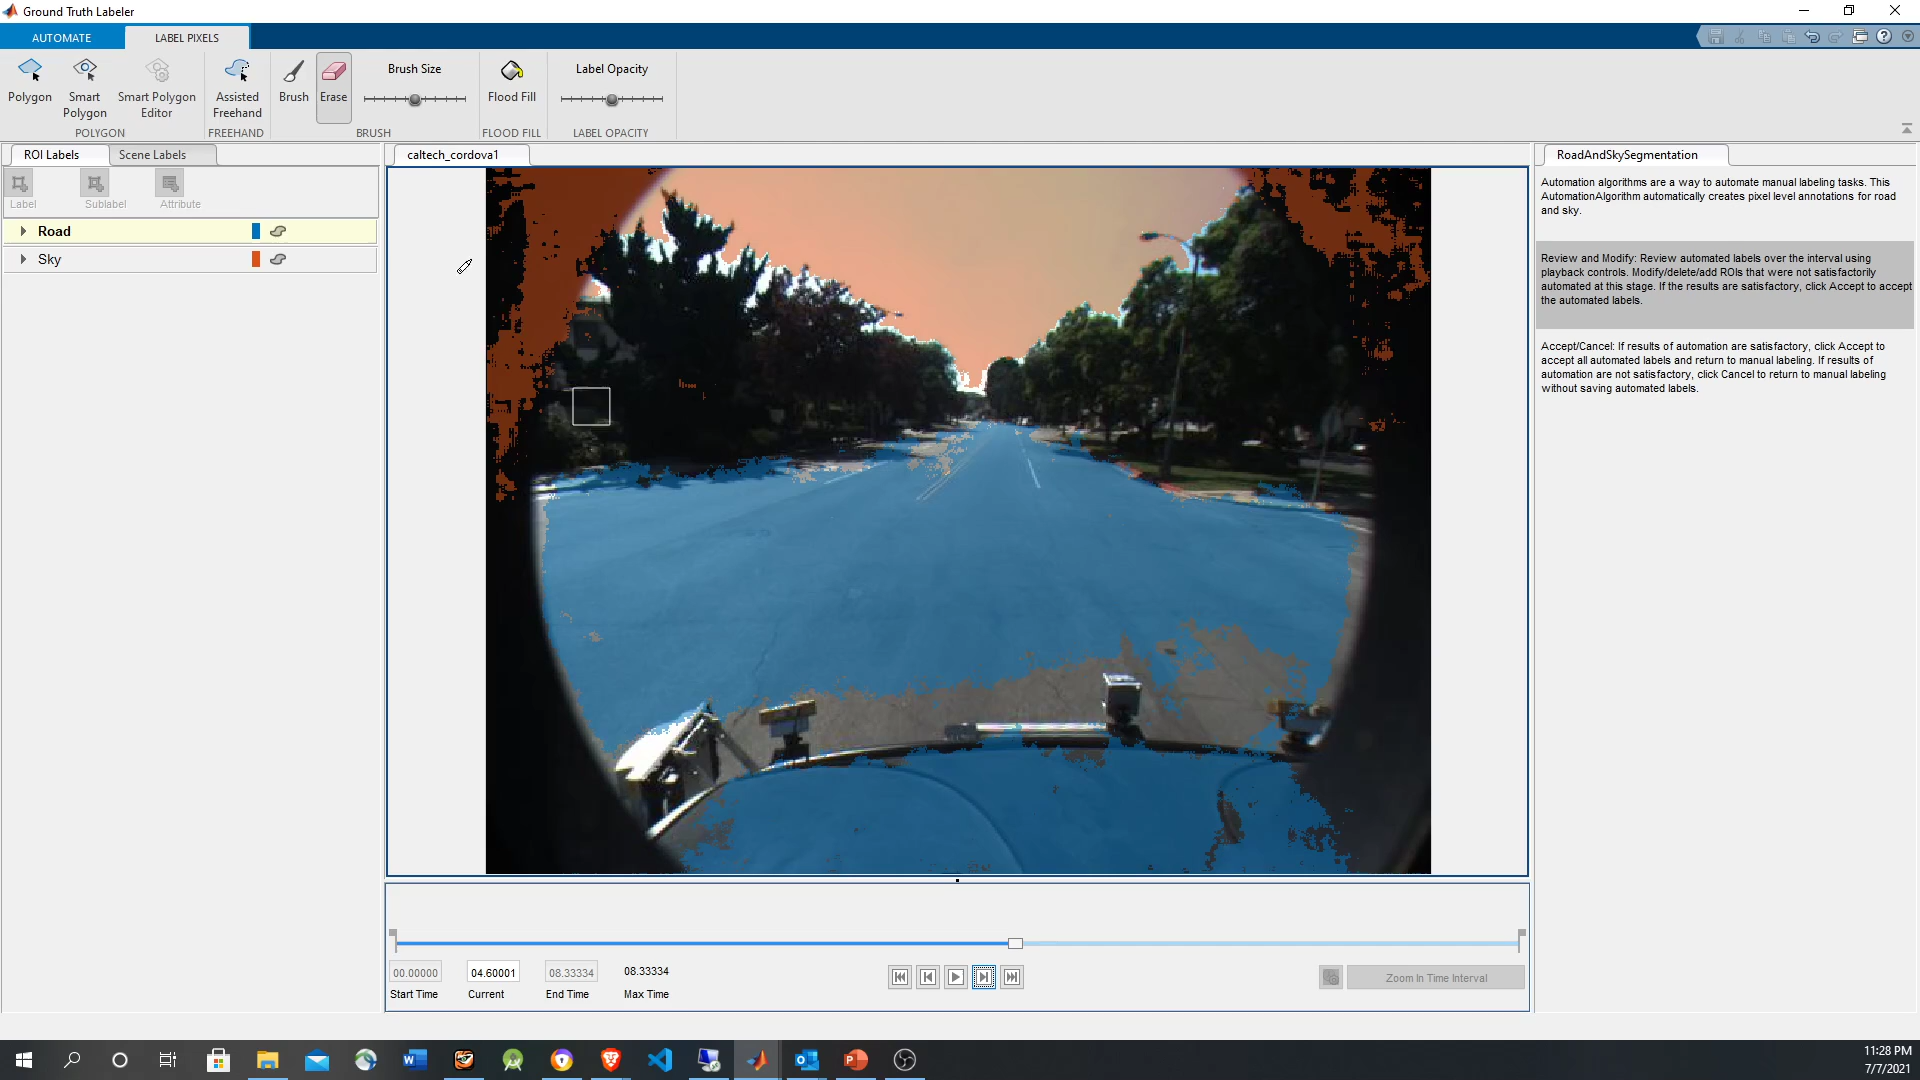 Ground Truth Labeler
AUTOMATE
LABEL PIXELS
Polygon
Smart
Polygon
Smart Polygon
Editor
Assisted
Freehand
Brush
Erase
Brush Size
Flood Fill
Label Opacity
POLYGON
FREEHAND
BRUSH
FLOOD FILL
LABEL OPACITY
ROI Labels
Scene Labels
Label
Sublabel
Attribute
Road
Sky
caltech_cordova1
00.00000
04.60001
08.33334
08.33334
Start Time
Current
End Time
Max Time
Zoom In Time Interval
RoadAndSkySegmentation
Automation algorithms are a way to automate manual labeling tasks. This
AutomationAlgorithm automatically creates pixel level annotations for road
and sky.
Review and Modify: Review automated labels over the interval using
playback controls. Modify/delete/add ROIs that were not satisfactorily
automated at this stage. If the results are satisfactory, click Accept to accept
the automated labels.
Accept/Cancel: If results of automation are satisfactory, click Accept to
accept all automated labels and return to manual labeling. If results of
automation are not satisfactory, click Cancel to return to manual labeling
without saving automated labels.
11:28 PM
7/7/2021